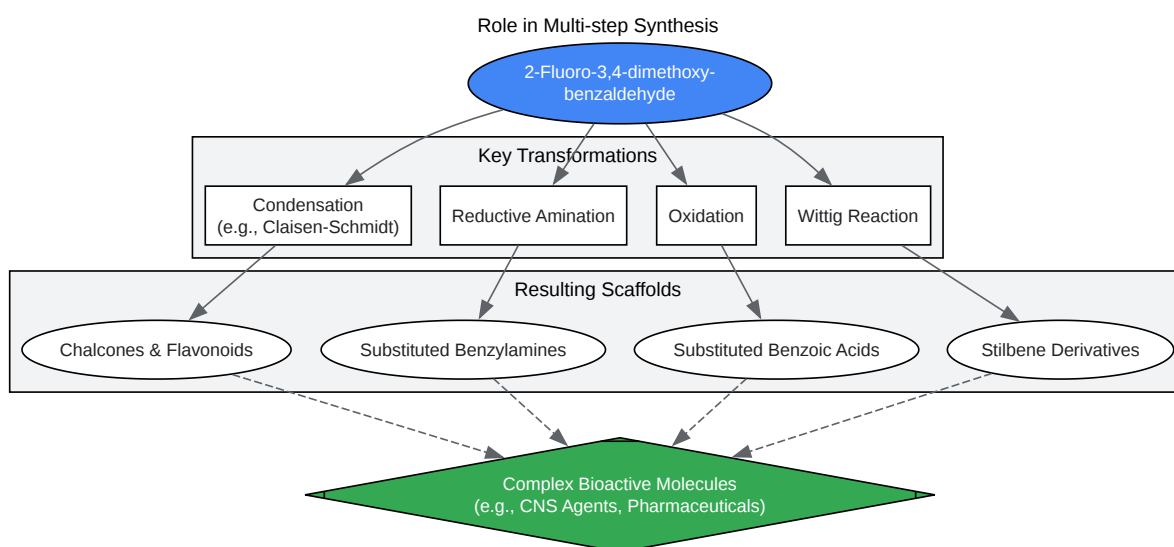 Role in Multi-step Synthesis
2-Fluoro-3,4-dimethoxy-
benzaldehyde
Key Transformations
Condensation
(e.g., Claisen-Schmidt)
Reductive Amination
Oxidation
Wittig Reaction
Resulting Scaffolds
Chalcones & Flavonoids
Substituted Benzylamines
Substituted Benzoic Acids
Stilbene Derivatives
Complex Bioactive Molecules
(e.g., CNS Agents, Pharmaceuticals)